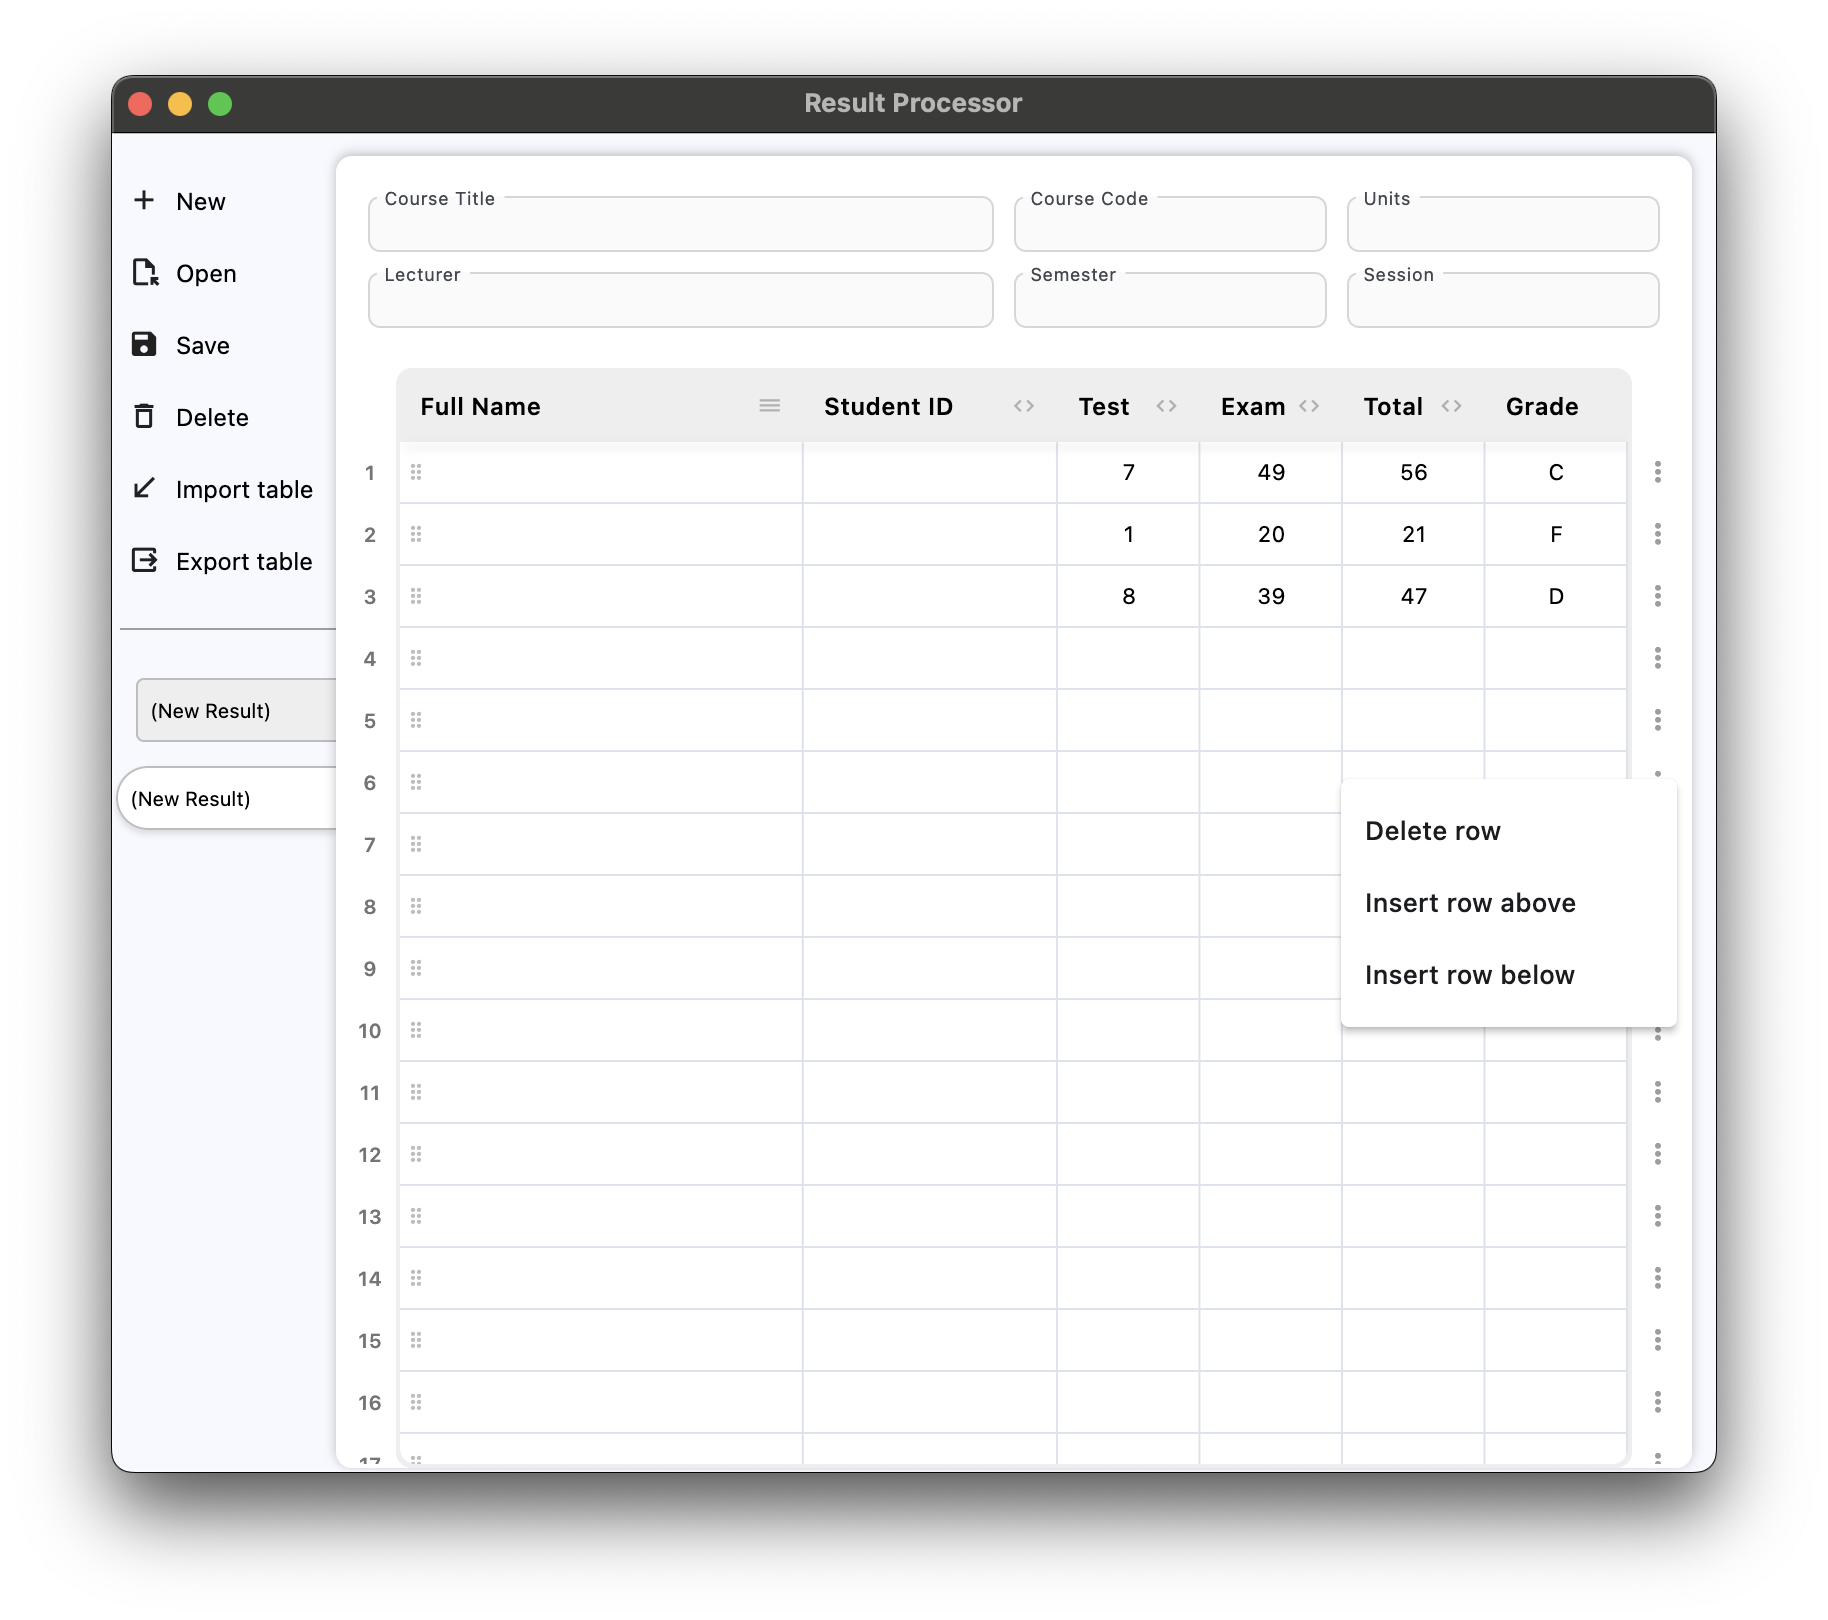 Result Processor
New
Open
Save
Delete
Import table
Export table
(New Result)
(New Result)
Course Title
Course Code
Units
Lecturer
Semester
Session
Full Name Student ID Test Exam Total Grade
1 7 49 56 C
2 1 20 21 F
3 8 39 47 D
4
5
6
7
8
9
10
11
12
13
14
15
16
17
Delete row
Insert row above
Insert row below